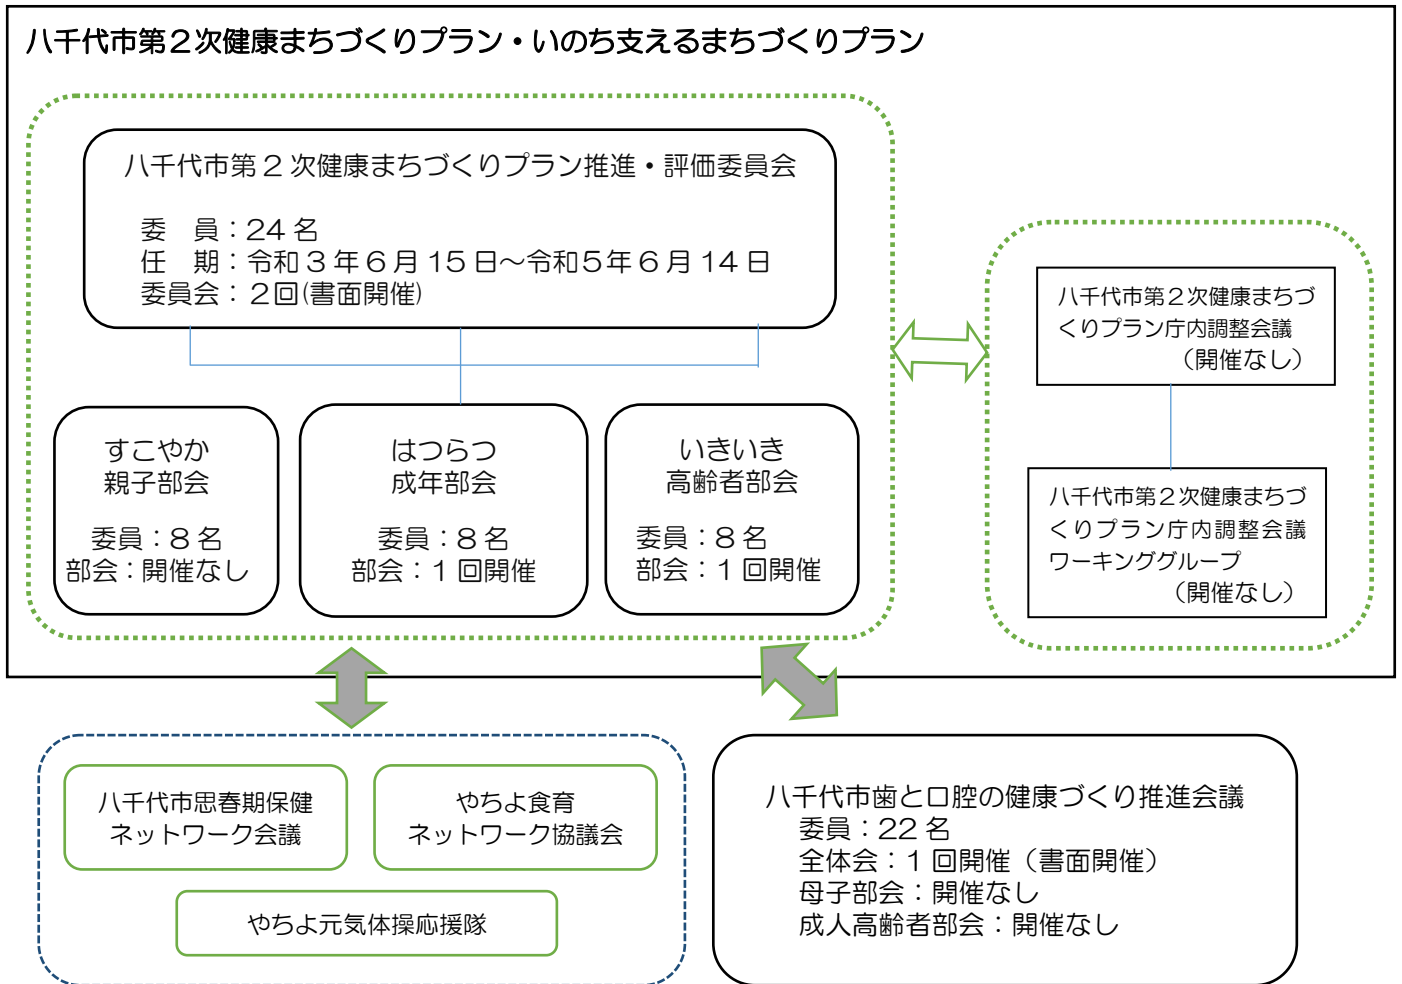 八千代市第２次健康まちづくりプラン・いのち支えるまちづくりプラン
八千代市第２次健康まちづくりプラン推進・評価委員会
委　員：24 名
任　期：令和３年６月 15 日～令和５年６月 14 日
委員会：２回(書面開催)
すこやか
親子部会
委員：８名
部会：開催なし
はつらつ
成年部会
委員：８名
部会：１回開催
いきいき
高齢者部会
委員：８名
部会：１回開催
八千代市第２次健康まちづ
くりプラン庁内調整会議
（開催なし）
八千代市第２次健康まちづ
くりプラン庁内調整会議
ワーキンググループ
（開催なし）
八千代市思春期保健
ネットワーク会議
やちよ食育
ネットワーク協議会
やちよ元気体操応援隊
八千代市歯と口腔の健康づくり推進会議
委員：22 名
全体会：１回開催（書面開催）
母子部会：開催なし
成人高齢者部会：開催なし